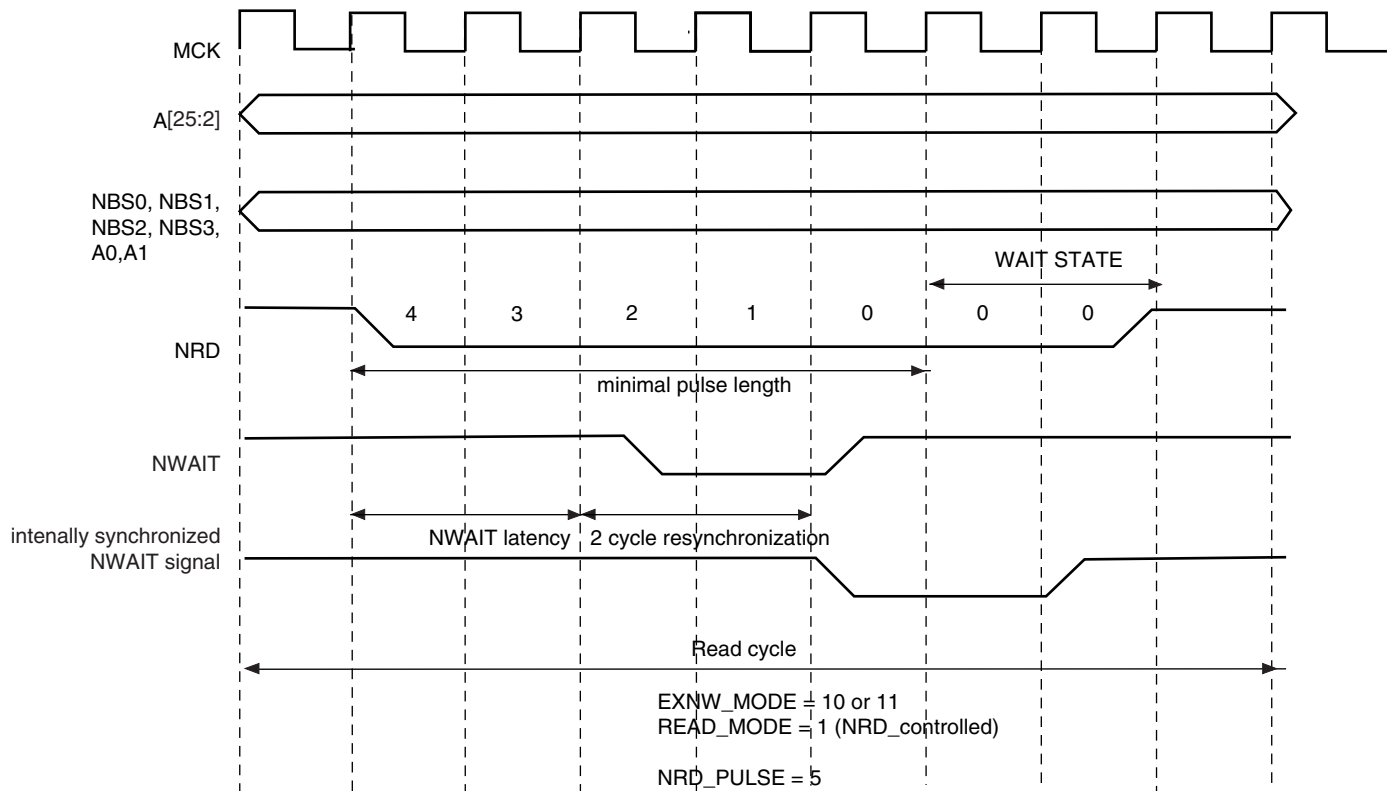 MCK
A[25:2]
NBS0, NBS1,
NBS2, NBS3,
A0,A1
WAIT STATE
4 3 2 1 0 0 0
NRD
minimal pulse length
NWAIT
intenally synchronized
NWAIT signal
NWAIT latency 2 cycle resynchronization
Read cycle
EXNW_MODE = 10 or 11
READ_MODE = 1 (NRD_controlled)
NRD_PULSE = 5